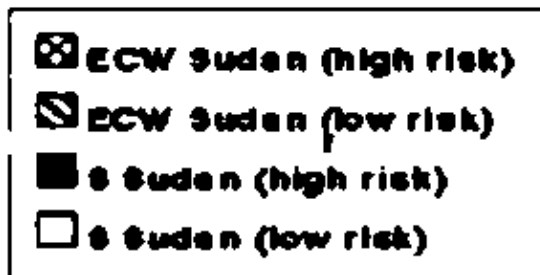 ECW Sudan (high risk)
ECW Sudan (low risk)
S Sudan (high risk)
S Sudan (low risk)